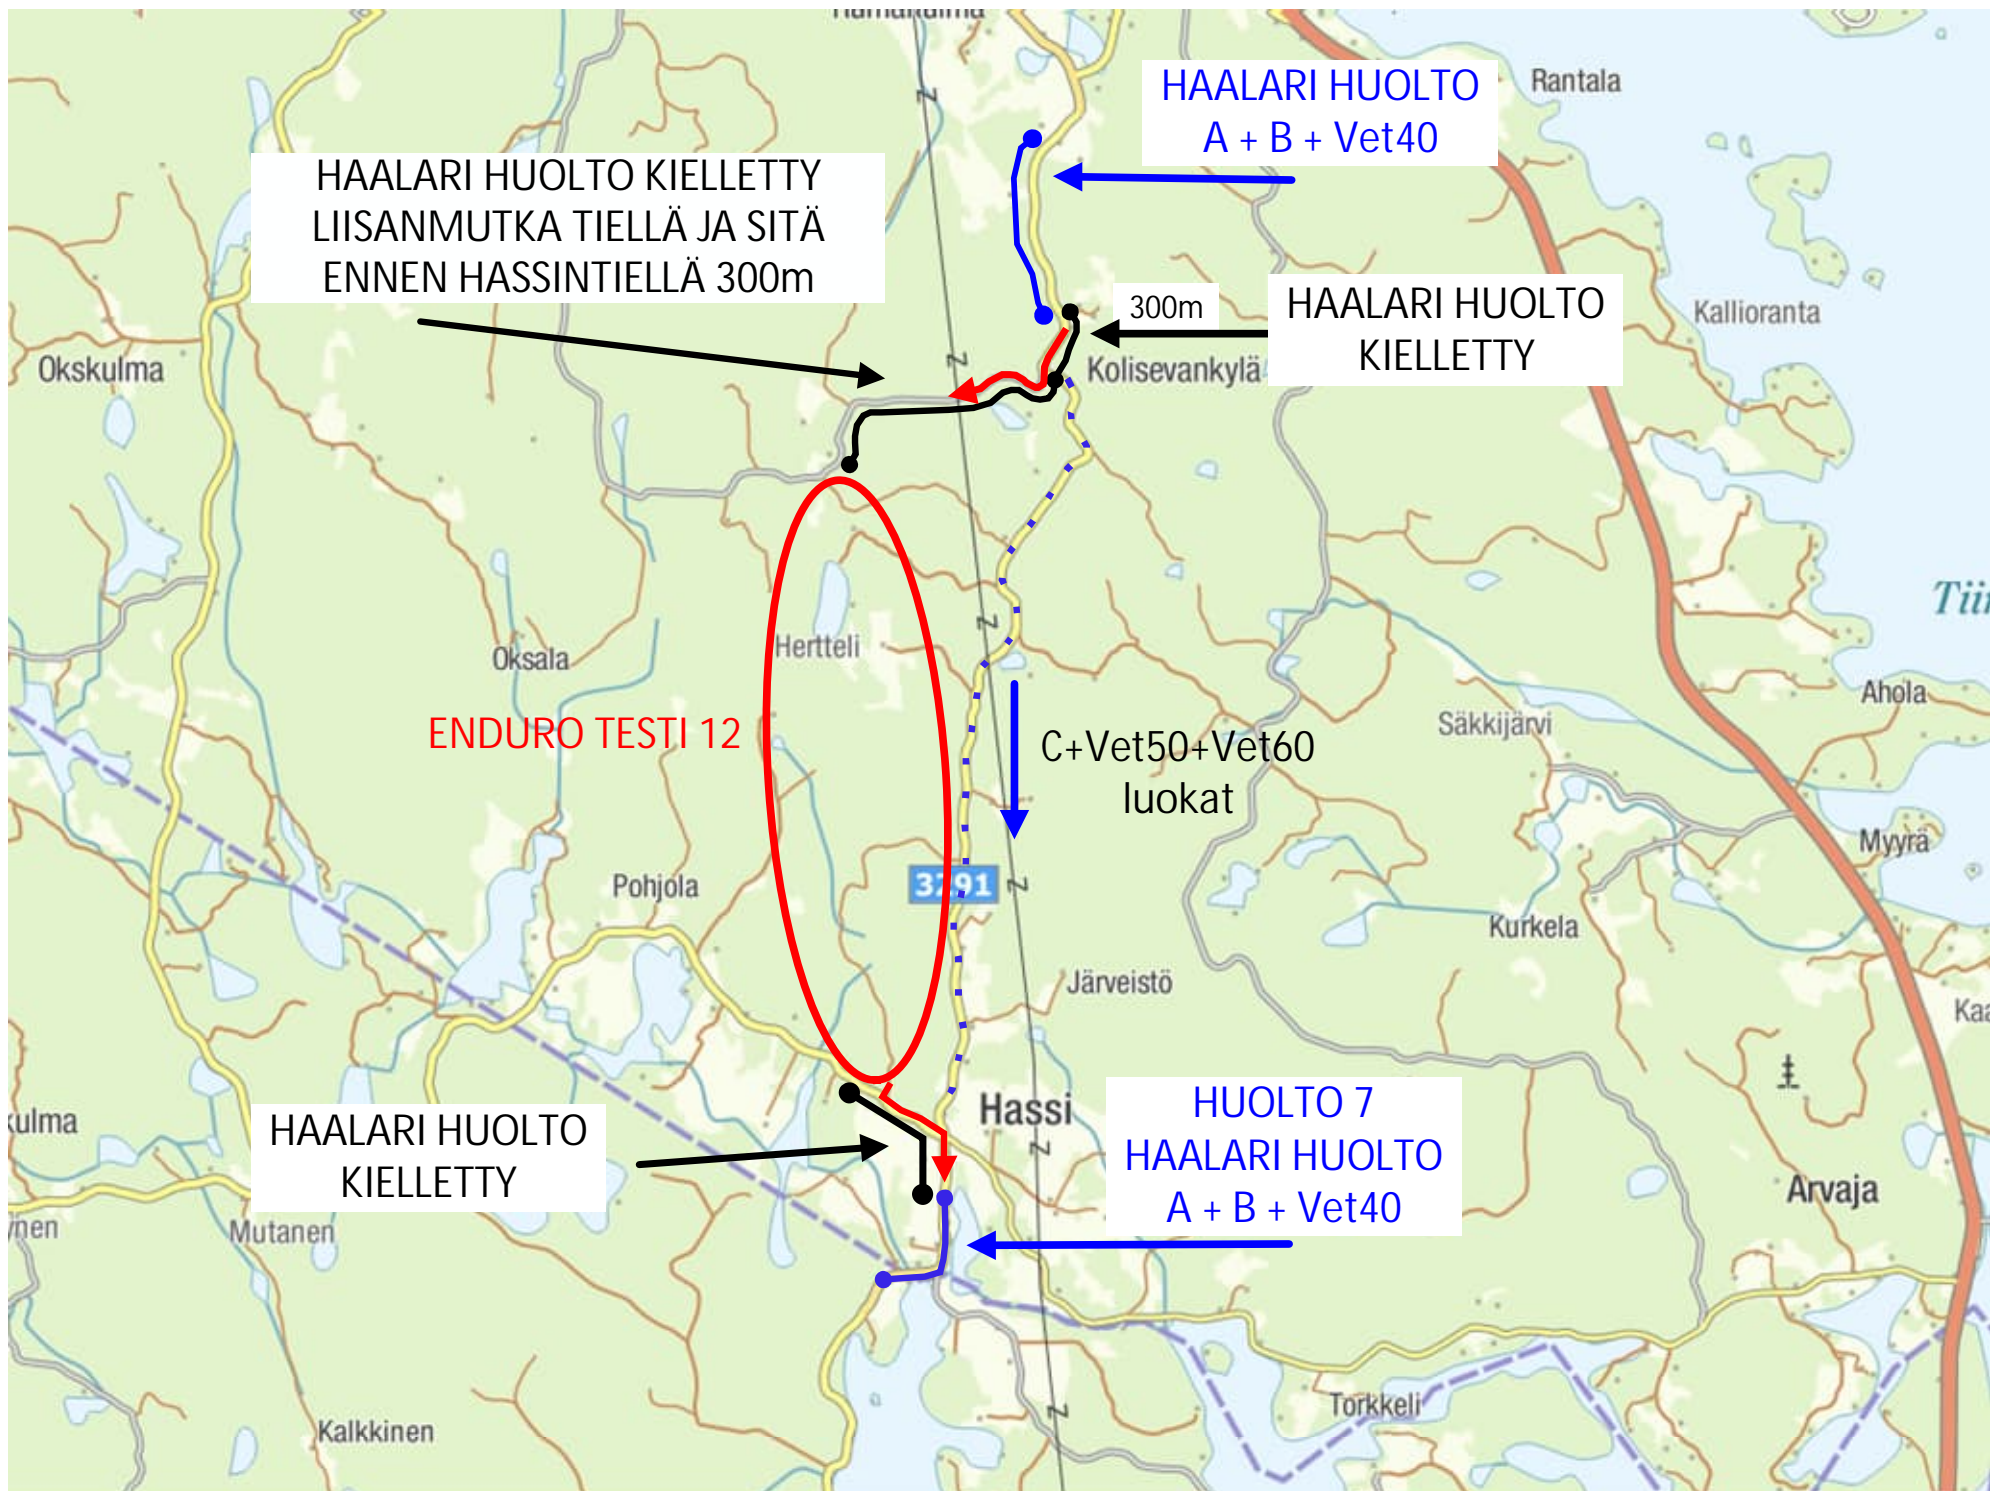 HAALARI HUOLTO
A + B + Vet40
Rantala
HAALARI HUOLTO KIELLETTY
LIISANMUTKA TIELLÄ JA SITÄ
ENNEN HASSINTIELLÄ 300m
300m
HAALARI HUOLTO
KIELLETTY
Kallioranta
Okskulma
Kolisevankylä
Hertteli
Oksala
Ahola
Säkkijärvi
ENDURO TESTI 12
C+Vet50+Vet60
luokat
Myyrä
Pohjola
3291
Kurkela
Järveistö
Hassi
HAALARI HUOLTO
KIELLETTY
HUOLTO 7
HAALARI HUOLTO
A + B + Vet40
Arvaja
Mutanen
Torkkeli
Kalkkinen